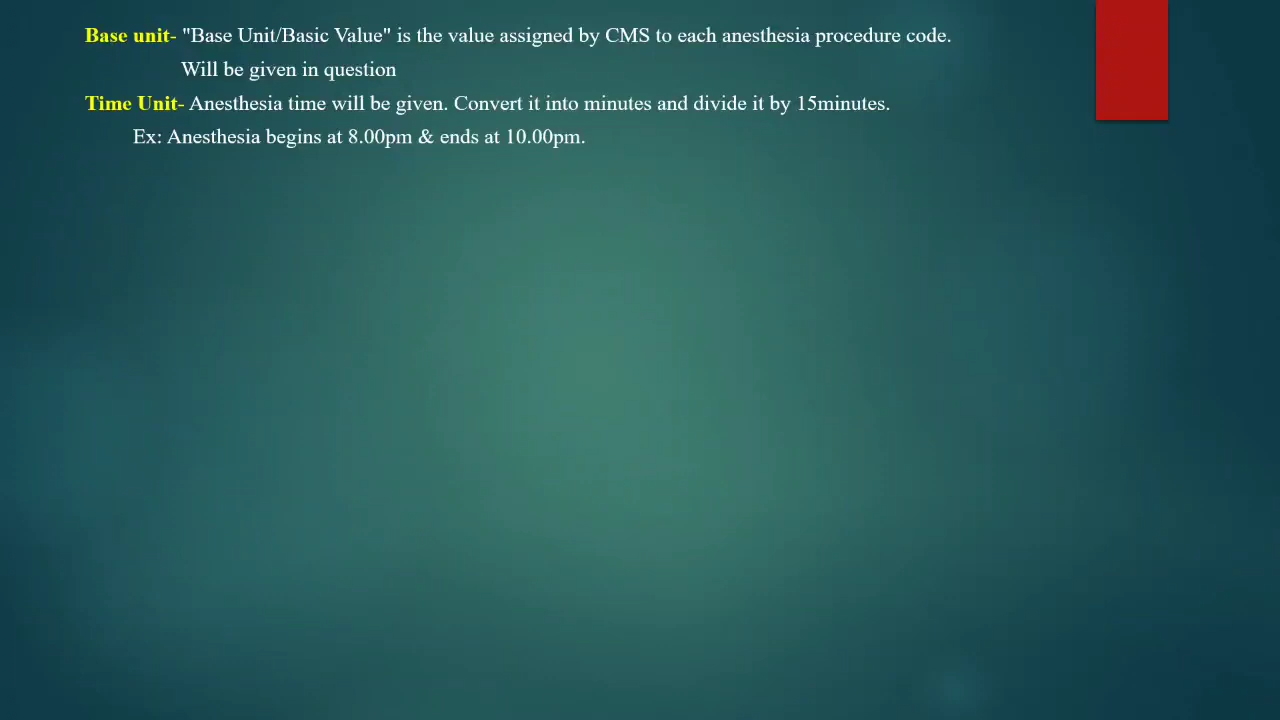 Base unit- "Base Unit/Basic Value" is the value assigned by CMS to each anesthesia procedure code.
Will be given in question
Time Unit- Anesthesia time will be given. Convert it into minutes and divide it by 15minutes.
Ex: Anesthesia begins at 8.00pm & ends at 10.00pm.